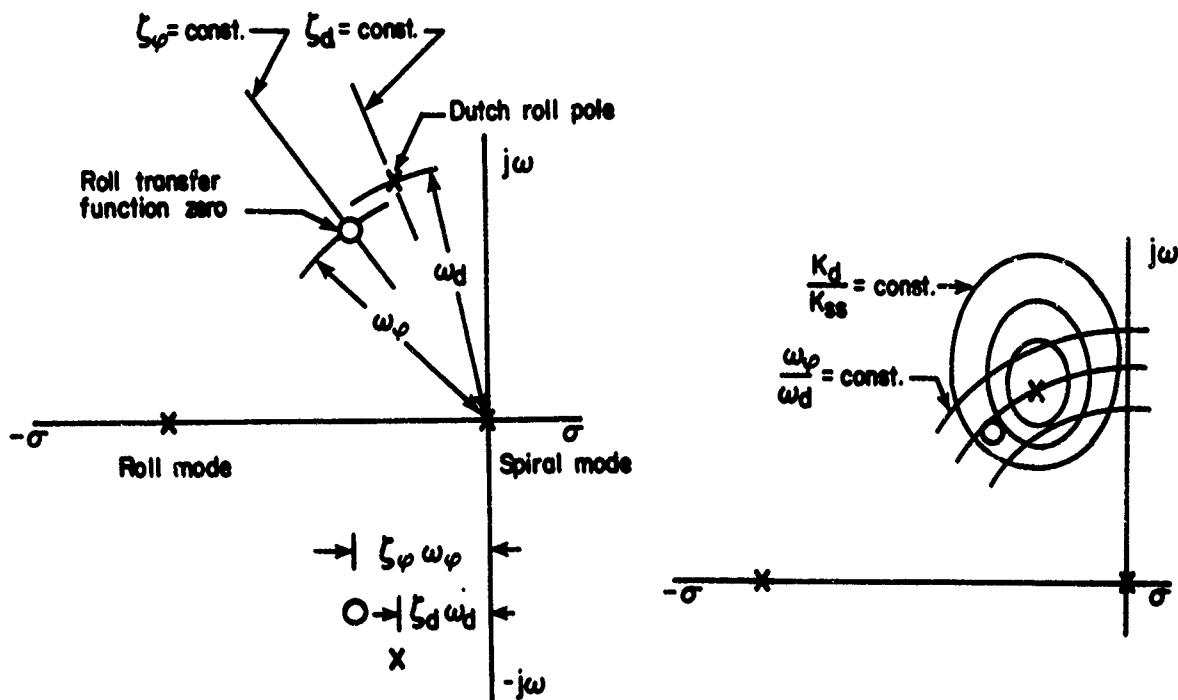 ζφ = const. ζd = const.
Dutch roll pole
jω
Roll transfer
function zero
ωd
ωφ
-σ
σ
Roll mode
Spiral mode
ζφ ωφ
ζd ωd
-jω
jω
Kd
Kss
= const.
ωφ
ωd
= const.
-σ
σ